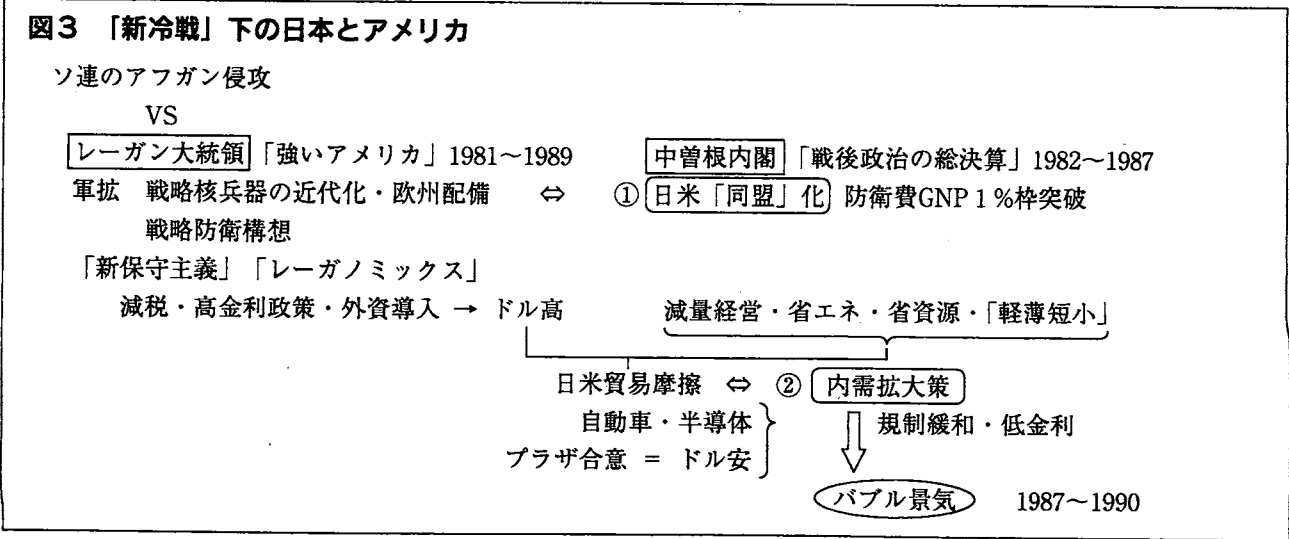 図3 「新冷戦」下の日本とアメリカ
ソ連のアフガン侵攻
VS
レーガン大統領「強いアメリカ」1981～1989 中曽根内閣「戦後政治の総決算」1982～1987
軍拡 戦略核兵器の近代化・欧州配備 ⇔ ①日米「同盟」化 防衛費GNP1%枠突破
戦略防衛構想
「新保守主義」「レーガノミックス」
減税・高金利政策・外資導入 → ドル高 減量経営・省エネ・省資源・「軽薄短小」
日米貿易摩擦 ⇔ ②内需拡大策
自動車・半導体 規制緩和・低金利
プラザ合意 = ドル安
バブル景気 1987～1990